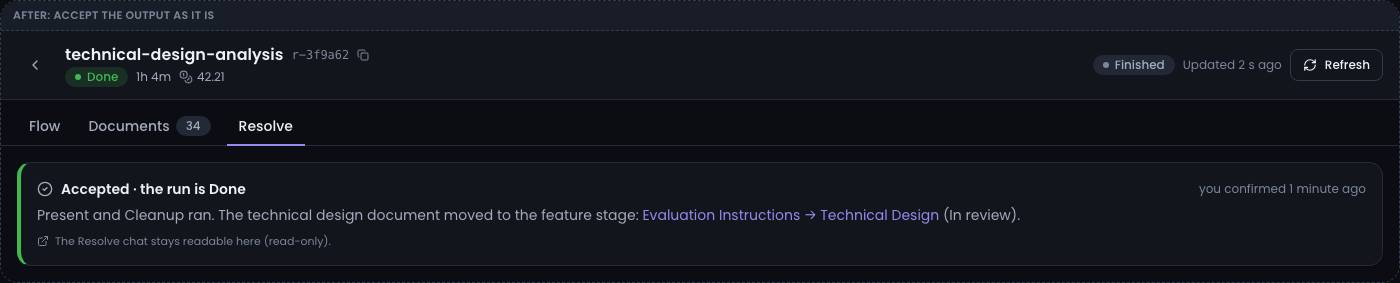 AFTER: ACCEPT THE OUTPUT AS IT IS
technical-design-analysis r-3f9a62
Done 1h 4m 42.21
Finished Updated 2 s ago Refresh
Flow Documents 34 Resolve
Accepted · the run is Done you confirmed 1 minute ago
Present and Cleanup ran. The technical design document moved to the feature stage: Evaluation Instructions → Technical Design (In review).
The Resolve chat stays readable here (read-only).